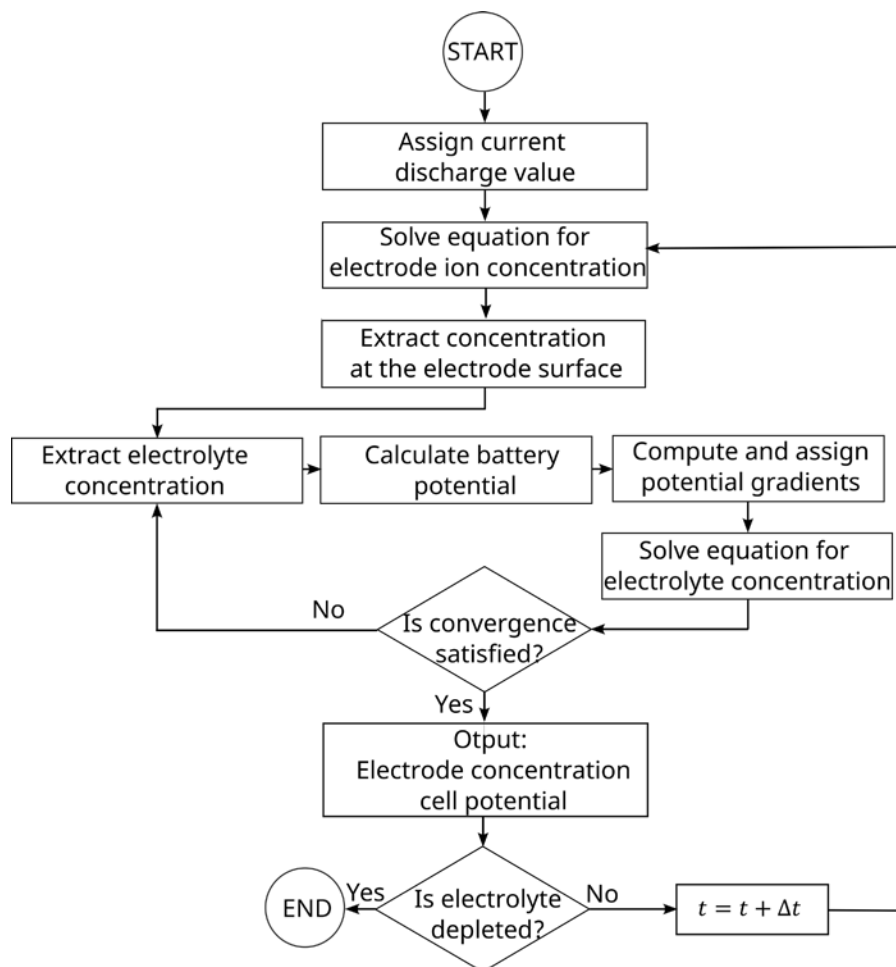 START
Assign current
discharge value
Solve equation for
electrode ion concentration
Extract concentration
at the electrode surface
Extract electrolyte
concentration
Calculate battery
potential
Compute and assign
potential gradients
Solve equation for
electrolyte concentration
No
Is convergence
satisfied?
Yes
Otput:
Electrode concentration
cell potential
END
Yes
Is electrolyte
depleted?
No
t = t + Δt